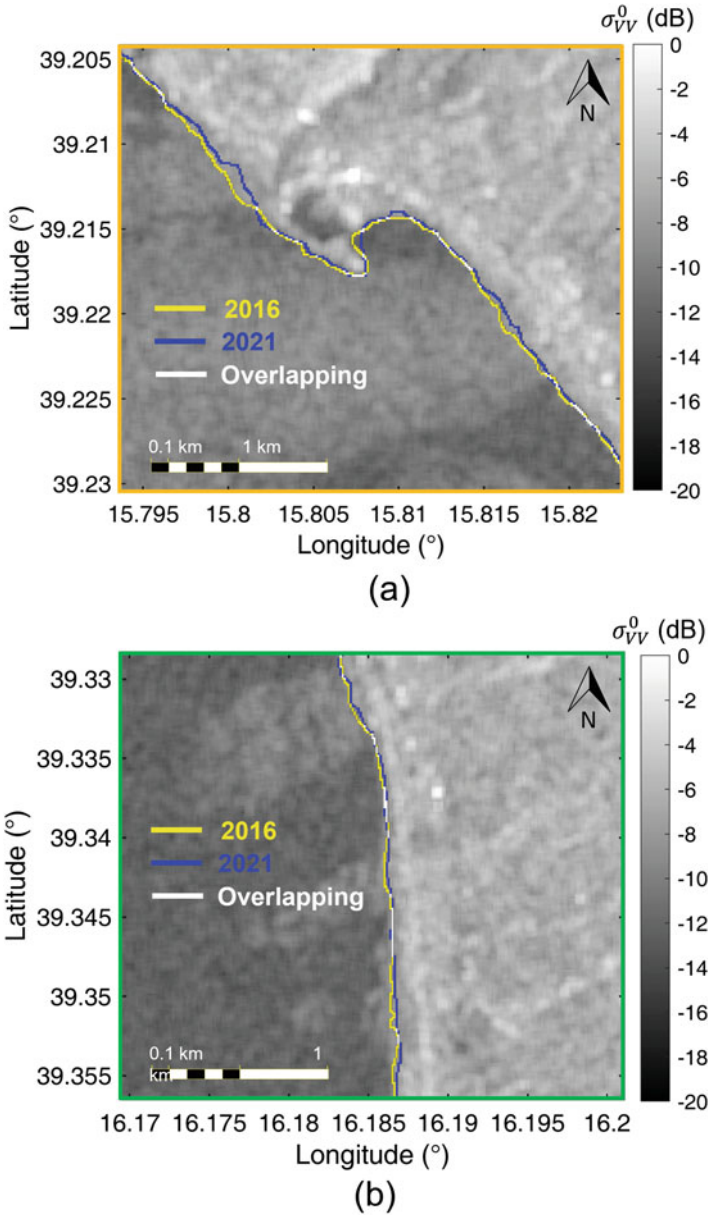 σ⁰VV (dB)
39.205
39.21
39.215
39.22
39.225
39.23
Latitude (°)
N
2016
2021
Overlapping
0.1 km 1 km
0
-2
-4
-6
-8
-10
-12
-14
-16
-18
-20
15.795 15.8 15.805 15.81 15.815 15.82
Longitude (°)
(a)
σ⁰VV (dB)
39.33
39.335
39.34
39.345
39.35
39.355
Latitude (°)
N
2016
2021
Overlapping
0.1 km 1
km
0
-2
-4
-6
-8
-10
-12
-14
-16
-18
-20
16.17 16.175 16.18 16.185 16.19 16.195 16.2
Longitude (°)
(b)